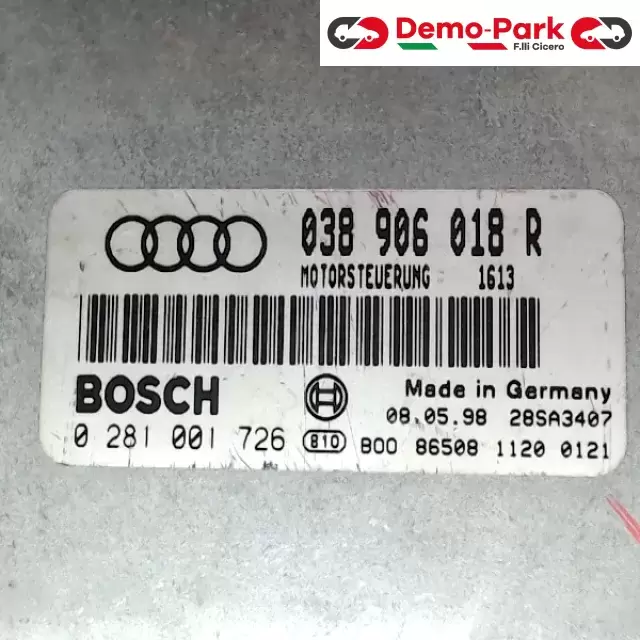 Demo-Park
F.lli Cicero
038 906 018 R
MOTORSTEUERUNG 1613
BOSCH
Made in Germany
08.05.98 28SA3407
0 281 001 726 810 B00 86508 1120 0121